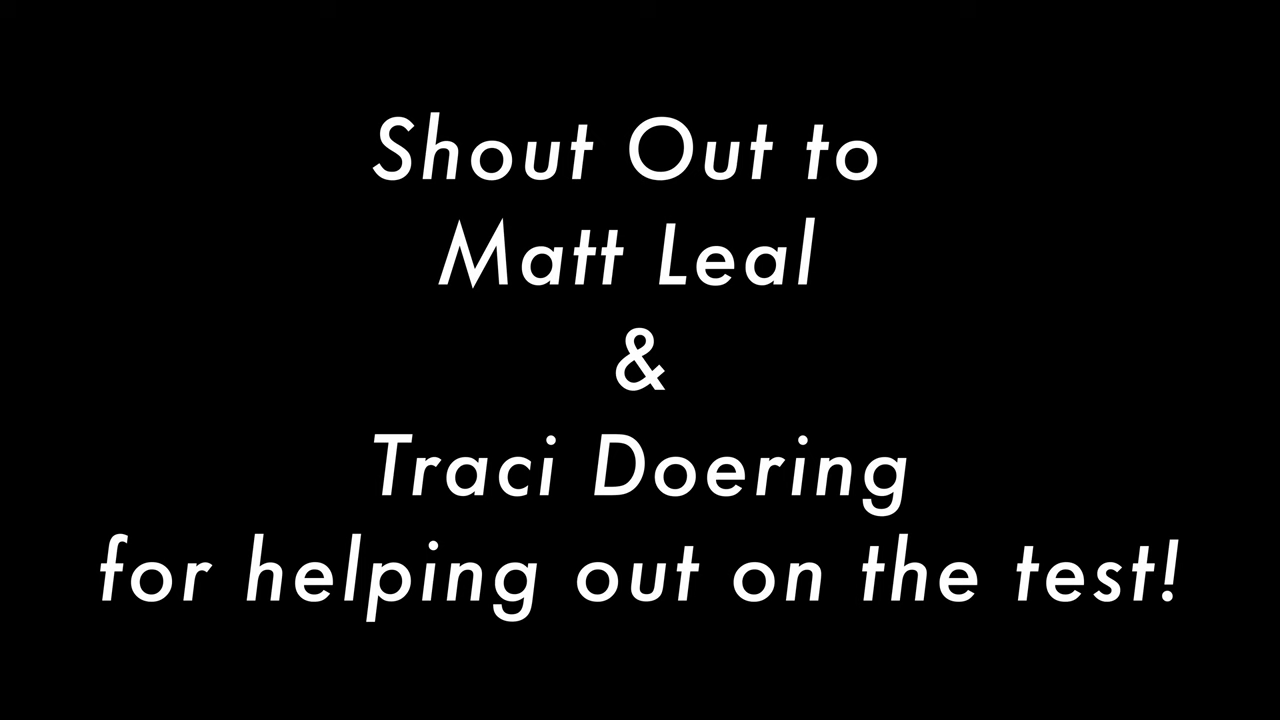 Shout Out to
Matt Leal
&
Traci Doering
for helping out on the test!